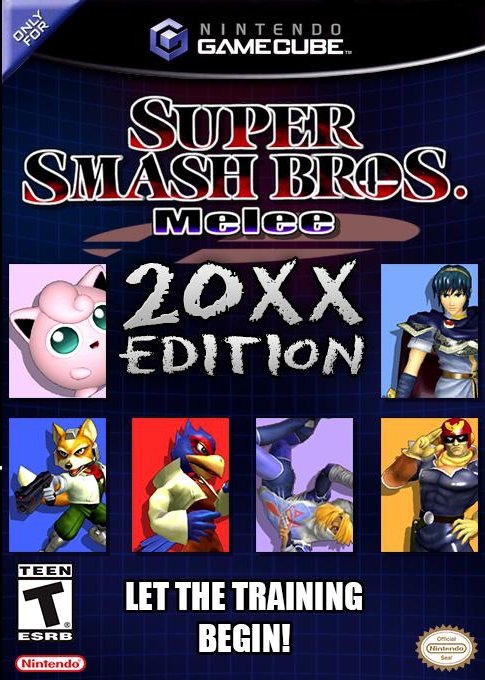 ONLY
FOR
NINTENDO
GAMECUBE™
SUPER
SMASH BROS.
Melee
20XX
EDITION
TEEN
T
ESRB
LET THE TRAINING
BEGIN!
Nintendo®
Official
Nintendo
Seal